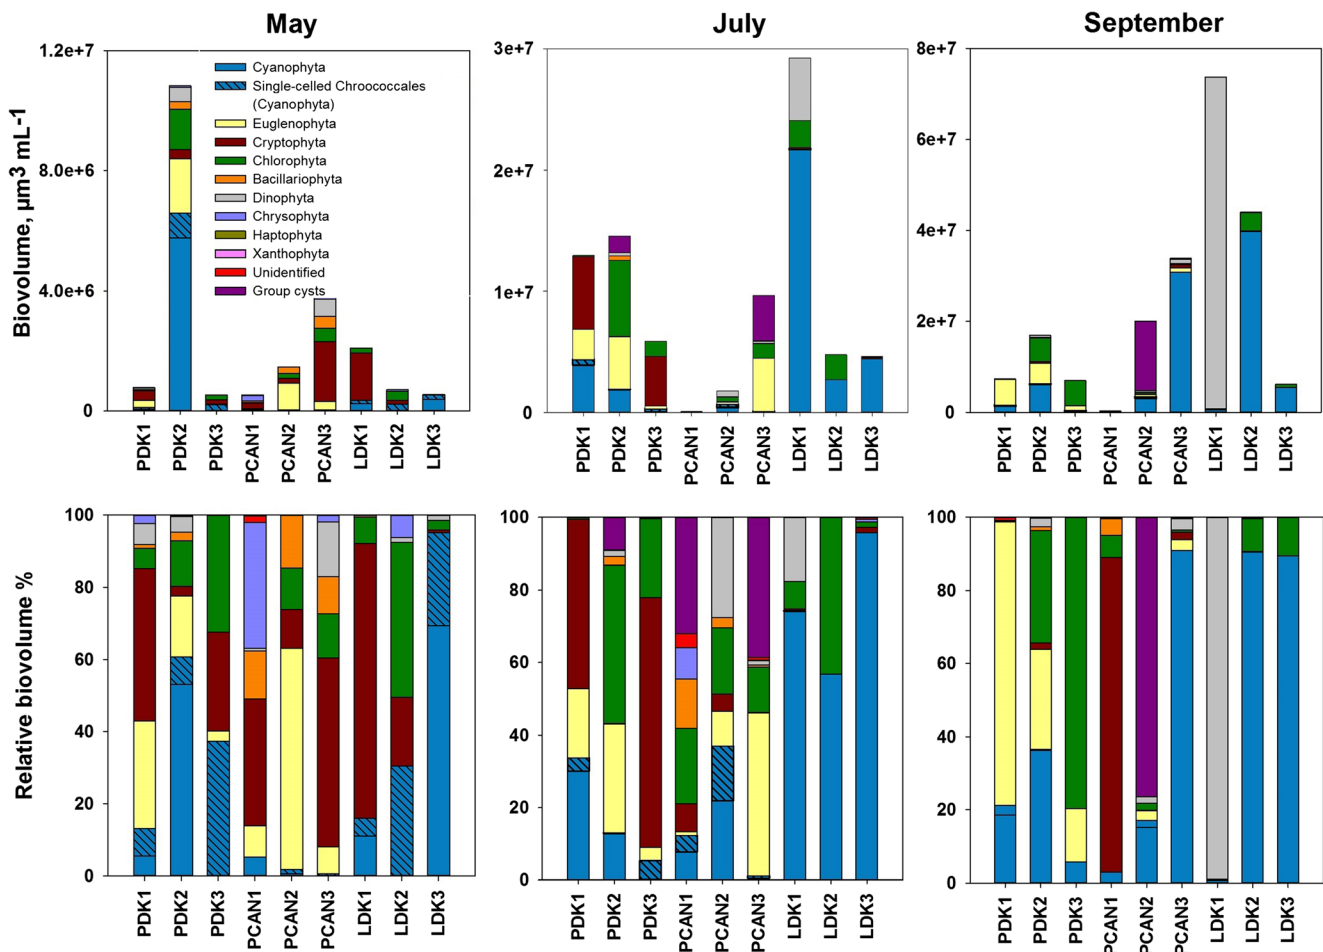 May
July
September
Biovolume, µm³ mL-1
1.2e+7
8.0e+6
4.0e+6
0
Cyanophyta
Single-celled Chroococcales
(Cyanophyta)
Euglenophyta
Cryptophyta
Chlorophyta
Bacillariophyta
Dinophyta
Chrysophyta
Haptophyta
Xanthophyta
Unidentified
Group cysts
PDK1
PDK2
PDK3
PCAN1
PCAN2
PCAN3
LDK1
LDK2
LDK3
3e+7
2e+7
1e+7
0
PDK1
PDK2
PDK3
PCAN1
PCAN2
PCAN3
LDK1
LDK2
LDK3
8e+7
6e+7
4e+7
2e+7
0
PDK1
PDK2
PDK3
PCAN1
PCAN2
PCAN3
LDK1
LDK2
LDK3
Relative biovolume %
100
80
60
40
20
0
PDK1
PDK2
PDK3
PCAN1
PCAN2
PCAN3
LDK1
LDK2
LDK3
100
80
60
40
20
0
PDK1
PDK2
PDK3
PCAN1
PCAN2
PCAN3
LDK1
LDK2
LDK3
100
80
60
40
20
0
PDK1
PDK2
PDK3
PCAN1
PCAN2
PCAN3
LDK1
LDK2
LDK3